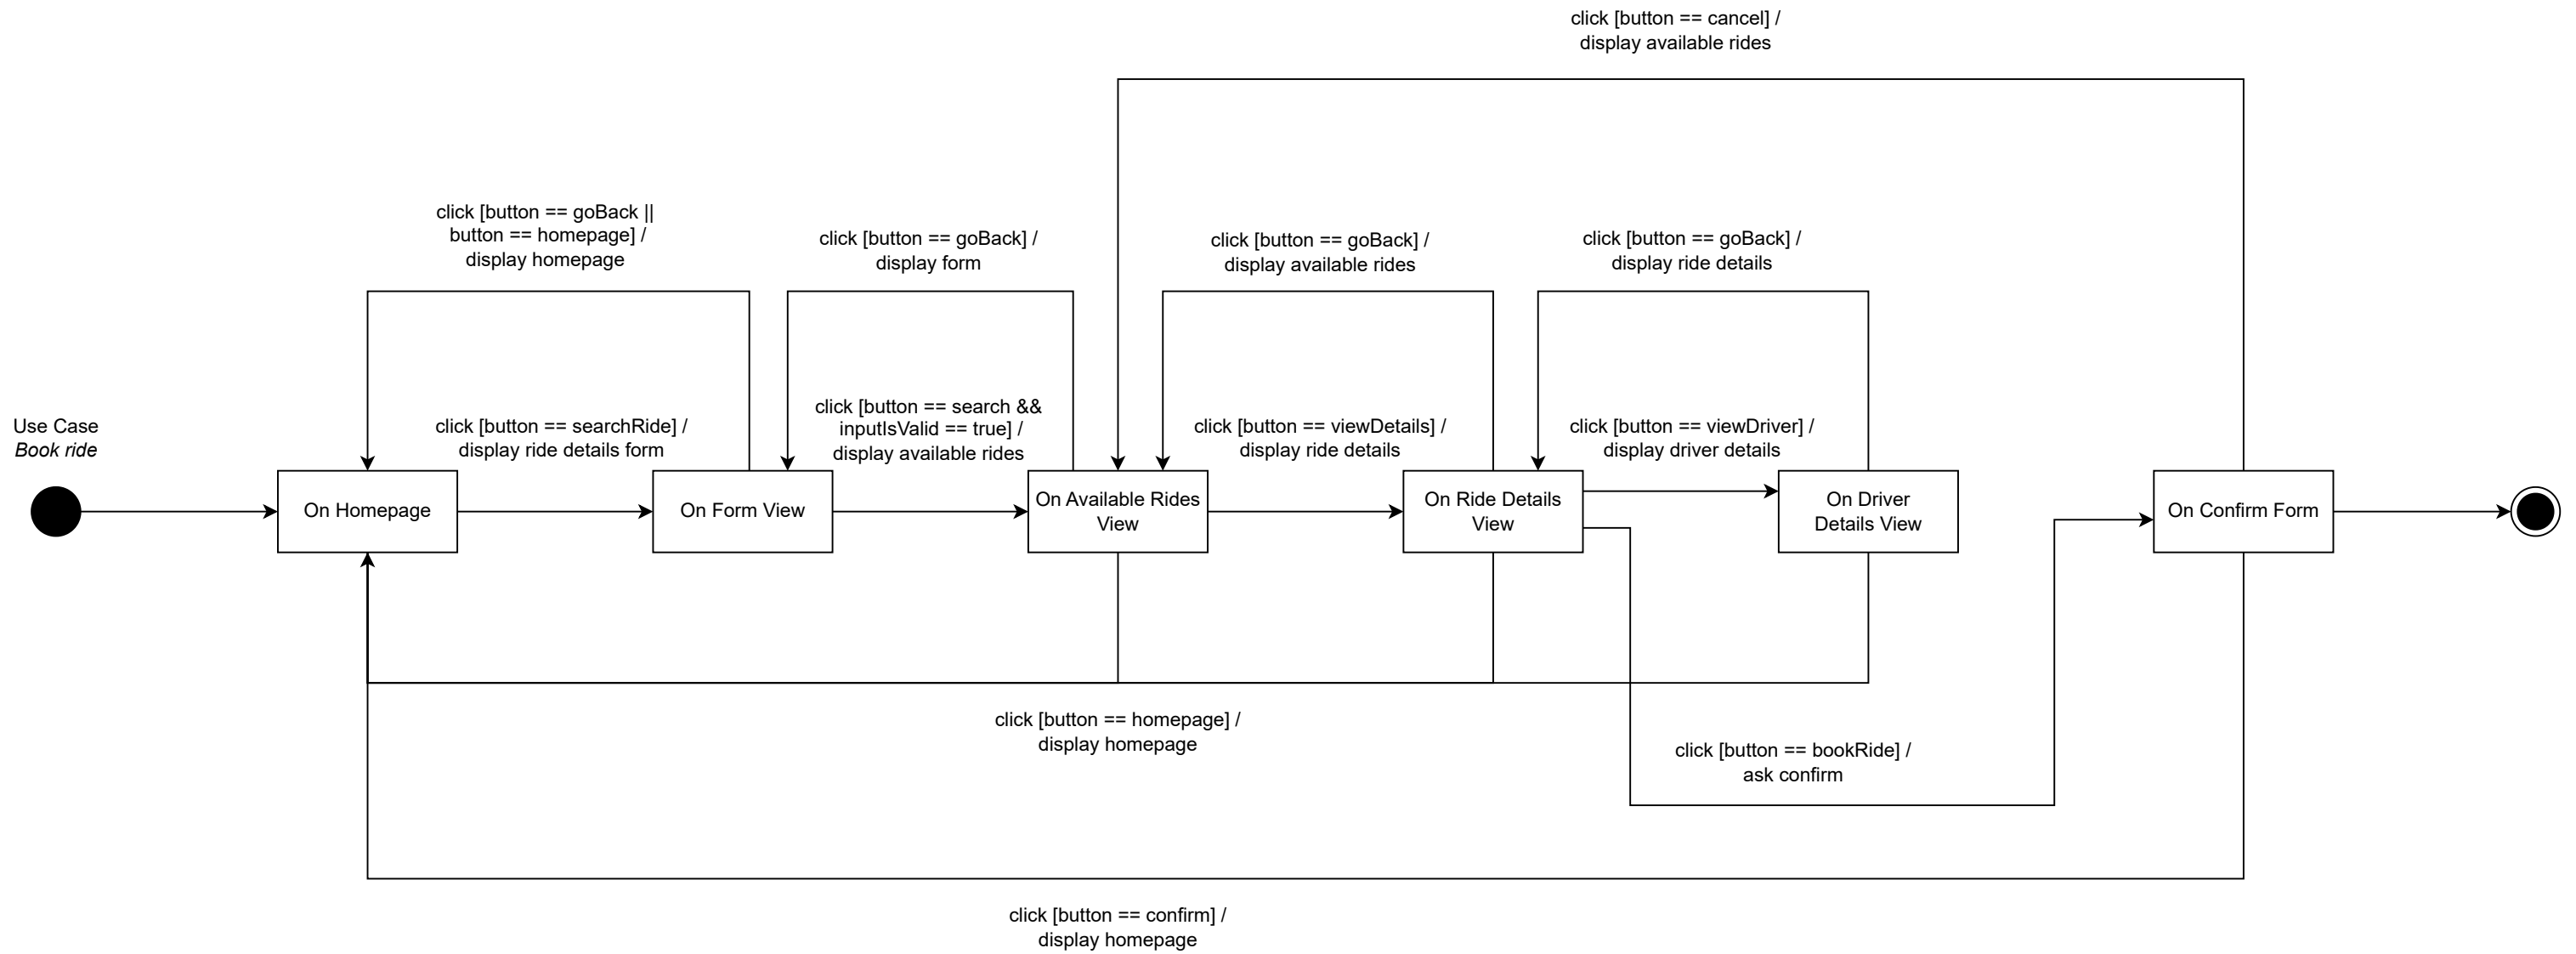 click [button == cancel] /
display available rides
click [button == goBack ||
button == homepage] /
display homepage
click [button == goBack] /
display form
click [button == goBack] /
display available rides
click [button == goBack] /
display ride details
Use Case
Book ride
click [button == searchRide] /
display ride details form
click [button == search &&
inputIsValid == true] /
display available rides
click [button == viewDetails] /
display ride details
click [button == viewDriver] /
display driver details
On Homepage
On Form View
On Available Rides
View
On Ride Details
View
On Driver
Details View
On Confirm Form
click [button == homepage] /
display homepage
click [button == bookRide] /
ask confirm
click [button == confirm] /
display homepage